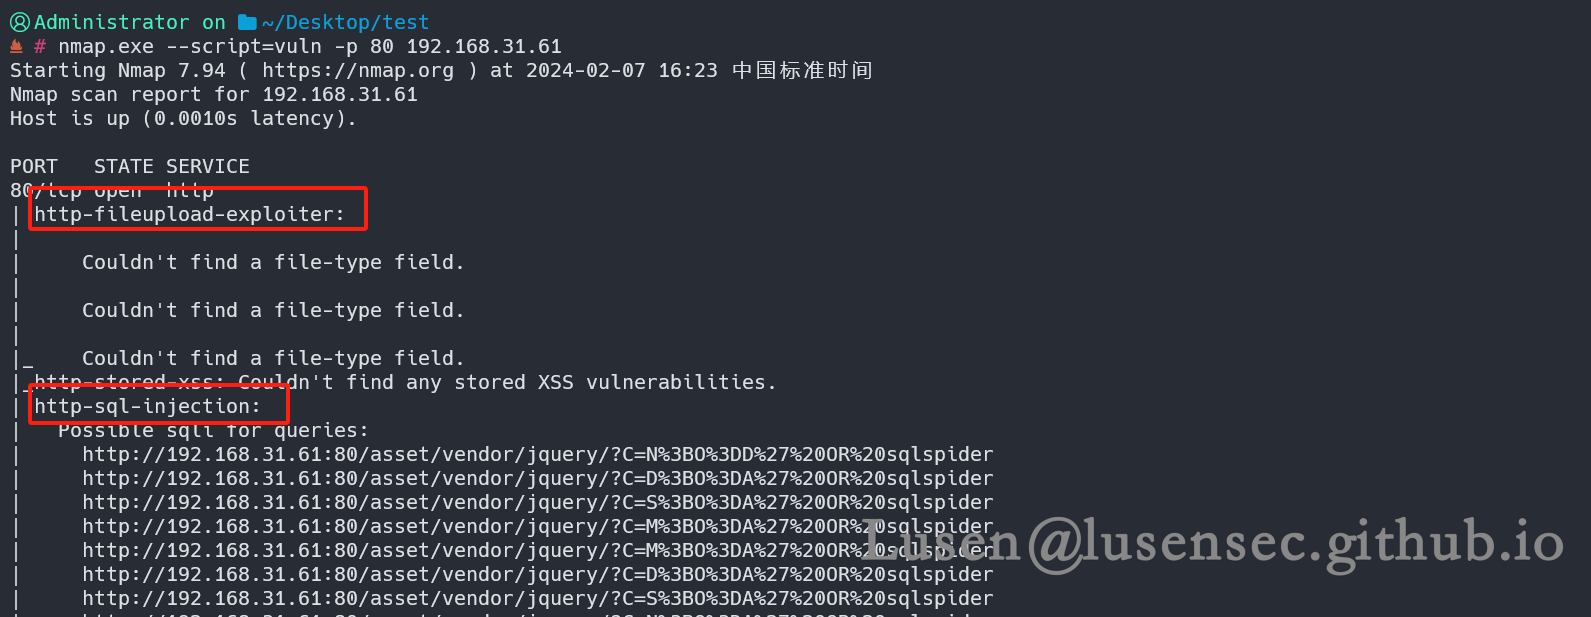 Administrator on ~/Desktop/test
# nmap.exe --script=vuln -p 80 192.168.31.61
Starting Nmap 7.94 ( https://nmap.org ) at 2024-02-07 16:23 中国标准时间
Nmap scan report for 192.168.31.61
Host is up (0.0010s latency).
PORT   STATE SERVICE
80/tcp open  http
| http-fileupload-exploiter:
|
|     Couldn't find a file-type field.
|
|     Couldn't find a file-type field.
|
|_    Couldn't find a file-type field.
|_http-stored-xss: Couldn't find any stored XSS vulnerabilities.
| http-sql-injection:
|   Possible sqli for queries:
|     http://192.168.31.61:80/asset/vendor/jquery/?C=N%3BO%3DD%27%20OR%20sqlspider
|     http://192.168.31.61:80/asset/vendor/jquery/?C=D%3BO%3DA%27%20OR%20sqlspider
|     http://192.168.31.61:80/asset/vendor/jquery/?C=S%3BO%3DA%27%20OR%20sqlspider
|     http://192.168.31.61:80/asset/vendor/jquery/?C=M%3BO%3DA%27%20OR%20sqlspider
|     http://192.168.31.61:80/asset/vendor/jquery/?C=M%3BO%3DA%27%20OR%20sqlspider
|     http://192.168.31.61:80/asset/vendor/jquery/?C=D%3BO%3DA%27%20OR%20sqlspider
|     http://192.168.31.61:80/asset/vendor/jquery/?C=S%3BO%3DA%27%20OR%20sqlspider
Lusen@lusensec.github.io